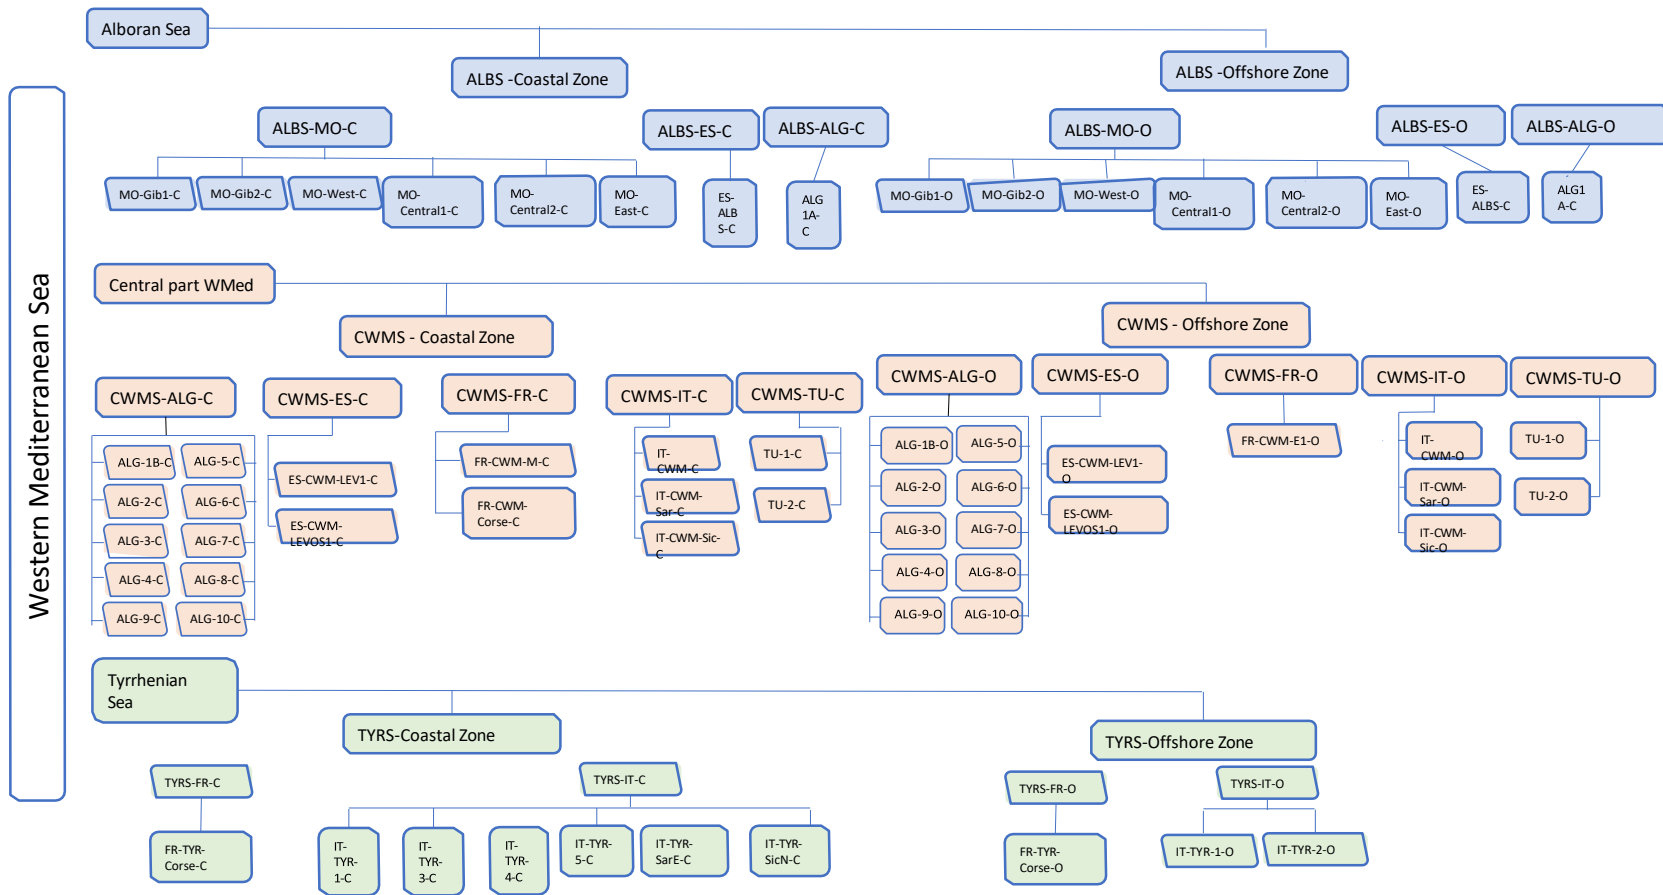 Western Mediterranean Sea
Alboran Sea
ALBS -Coastal Zone
ALBS -Offshore Zone
ALBS-MO-C
ALBS-ES-C
ALBS-ALG-C
ALBS-MO-O
ALBS-ES-O
ALBS-ALG-O
MO-Gib1-C
MO-Gib2-C
MO-West-C
MO-
Central1-C
MO-
Central2-C
MO-
East-C
ES-
ALB
S-C
ALG
1A-
C
MO-Gib1-O
MO-Gib2-O
MO-West-O
MO-
Central1-O
MO-
Central2-O
MO-
East-O
ES-
ALBS-C
ALG1
A-C
Central part WMed
CWMS - Coastal Zone
CWMS - Offshore Zone
CWMS-ALG-C
CWMS-ES-C
CWMS-FR-C
CWMS-IT-C
CWMS-TU-C
CWMS-ALG-O
CWMS-ES-O
CWMS-FR-O
CWMS-IT-O
CWMS-TU-O
ALG-1B-C
ALG-5-C
ALG-2-C
ALG-6-C
ALG-3-C
ALG-7-C
ALG-4-C
ALG-8-C
ALG-9-C
ALG-10-C
ES-CWM-LEV1-C
ES-CWM-
LEVOS1-C
FR-CWM-M-C
FR-CWM-
Corse-C
IT-
CWM-C
IT-CWM-
Sar-C
IT-CWM-Sic-
C
TU-1-C
TU-2-C
ALG-1B-O
ALG-5-O
ALG-2-O
ALG-6-O
ALG-3-O
ALG-7-O
ALG-4-O
ALG-8-O
ALG-9-O
ALG-10-O
ES-CWM-LEV1-
O
ES-CWM-
LEVOS1-O
FR-CWM-E1-O
IT-
CWM-O
IT-CWM-
Sar-O
IT-CWM-
Sic-O
TU-1-O
TU-2-O
Tyrrhenian
Sea
TYRS-Coastal Zone
TYRS-Offshore Zone
TYRS-FR-C
TYRS-IT-C
TYRS-FR-O
TYRS-IT-O
FR-TYR-
Corse-C
IT-
TYR-
1-C
IT-
TYR-
3-C
IT-
TYR-
4-C
IT-TYR-
5-C
IT-TYR-
SarE-C
IT-TYR-
SicN-C
FR-TYR-
Corse-O
IT-TYR-1-O
IT-TYR-2-O